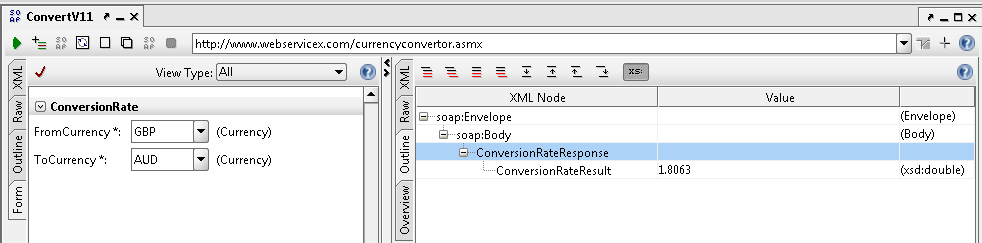 SO
AP
ConvertV11
http://www.webservicex.com/currencyconvertor.asmx
View Type: All
XML
Raw
Outline
Form
ConversionRate
FromCurrency *: GBP (Currency)
ToCurrency *: AUD (Currency)
XML
Raw
Outline
Overview
xs:
XML Node Value
soap:Envelope (Envelope)
soap:Body (Body)
ConversionRateResponse
ConversionRateResult 1.8063 (xsd:double)